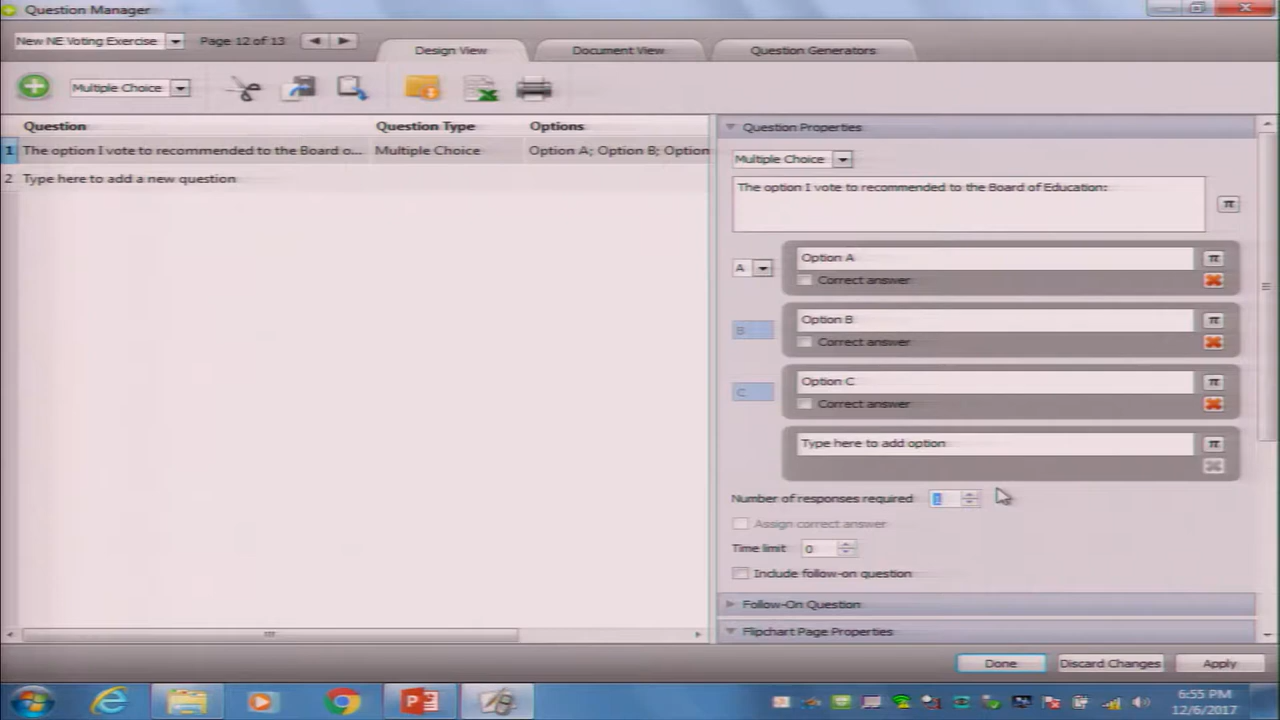 Question Manager
New NE Voting Exercise Page 12 of 13
Design View Document View Question Generators
Multiple Choice
Question Question Type Options
1 The option I vote to recommended to the Board o... Multiple Choice Option A; Option B; Option
2 Type here to add a new question
Question Properties
Multiple Choice
The option I vote to recommended to the Board of Education:
π
A Option A π
Correct answer
B Option B π
Correct answer
C Option C π
Correct answer
Type here to add option π
Number of responses required
Assign correct answer
Time limit 0
Include follow-on question
Follow-On Question
Flipchart Page Properties
Done Discard Changes Apply
6:55 PM
12/6/2017